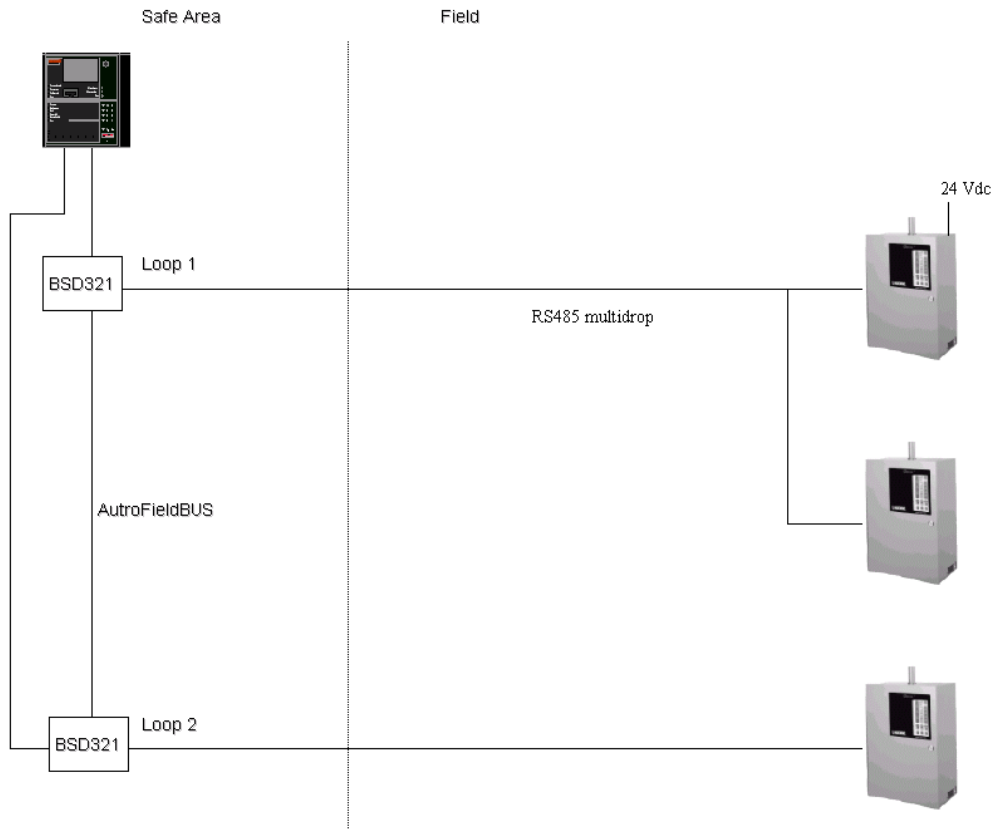 Safe Area
Field
24 Vdc
Loop 1
BSD321
RS485 multidrop
AutroFieldBUS
Loop 2
BSD321